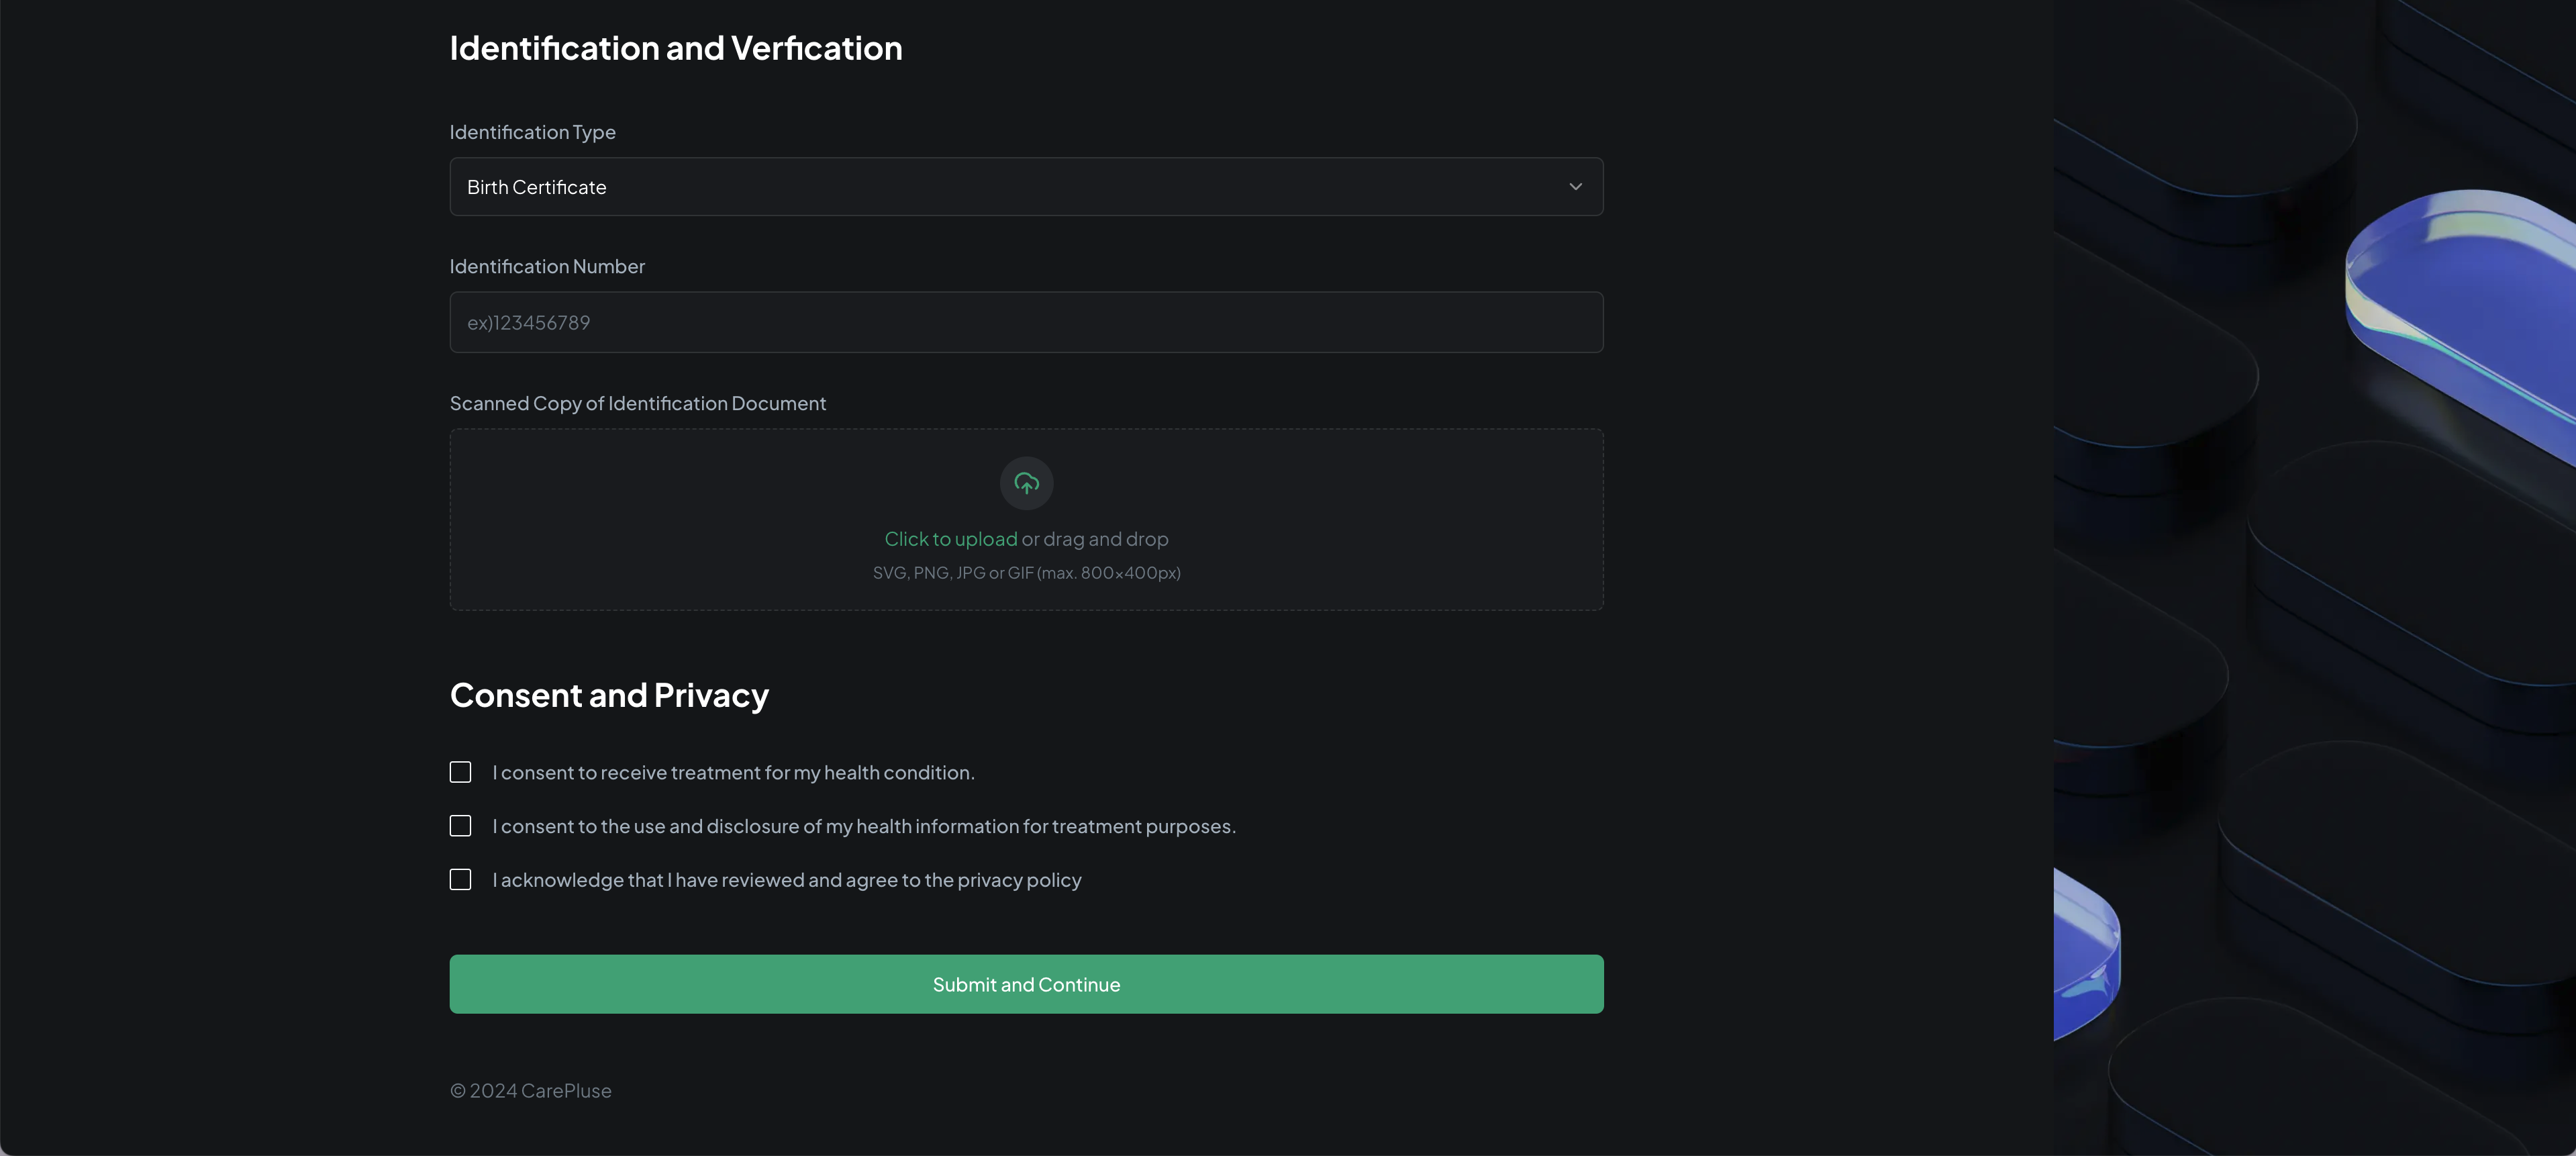 Identification and Verfication
Identification Type
Birth Certificate
Identification Number
ex)123456789
Scanned Copy of Identification Document
Click to upload or drag and drop
SVG, PNG, JPG or GIF (max. 800×400px)
Consent and Privacy
I consent to receive treatment for my health condition.
I consent to the use and disclosure of my health information for treatment purposes.
I acknowledge that I have reviewed and agree to the privacy policy
Submit and Continue
© 2024 CarePluse